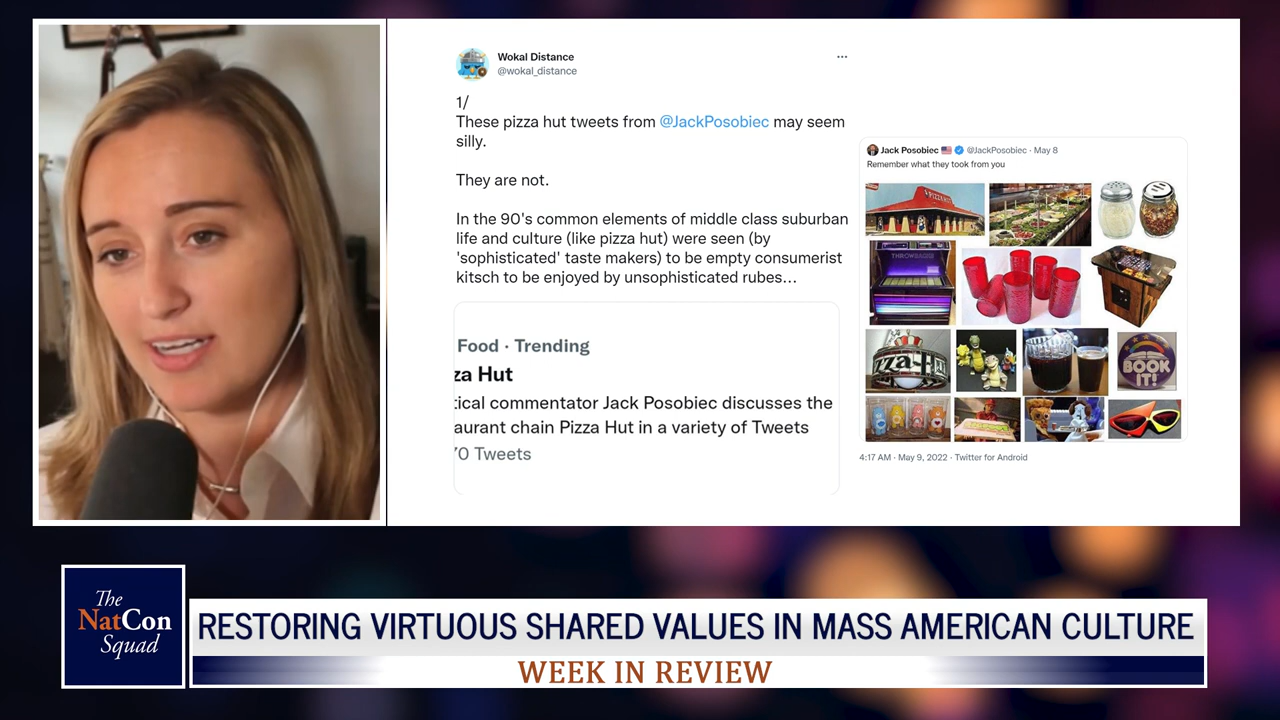 Wokal Distance
@wokal_distance
1/
These pizza hut tweets from @JackPosobiec may seem
silly.
They are not.
In the 90's common elements of middle class suburban
life and culture (like pizza hut) were seen (by
'sophisticated' taste makers) to be empty consumerist
kitsch to be enjoyed by unsophisticated rubes...
Food · Trending
za Hut
tical commentator Jack Posobiec discusses the
aurant chain Pizza Hut in a variety of Tweets
70 Tweets
Jack Posobiec @JackPosobiec · May 8
Remember what they took from you
BOOK
IT!
4:17 AM · May 9, 2022 · Twitter for Android
The
NatCon
Squad
RESTORING VIRTUOUS SHARED VALUES IN MASS AMERICAN CULTURE
WEEK IN REVIEW